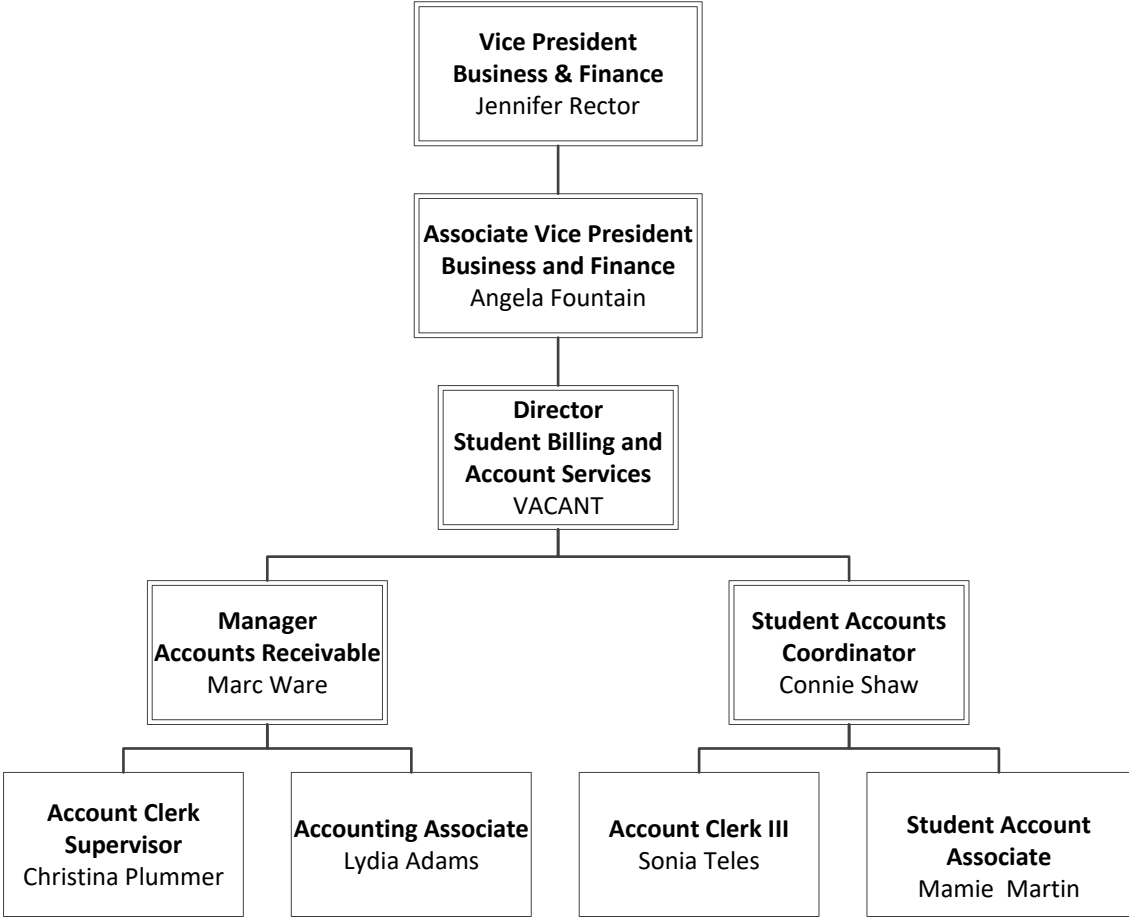 Vice President
Business & Finance
Jennifer Rector
Associate Vice President
Business and Finance
Angela Fountain
Director
Student Billing and
Account Services
VACANT
Manager
Accounts Receivable
Marc Ware
Student Accounts
Coordinator
Connie Shaw
Account Clerk
Supervisor
Christina Plummer
Accounting Associate
Lydia Adams
Account Clerk III
Sonia Teles
Student Account
Associate
Mamie  Martin